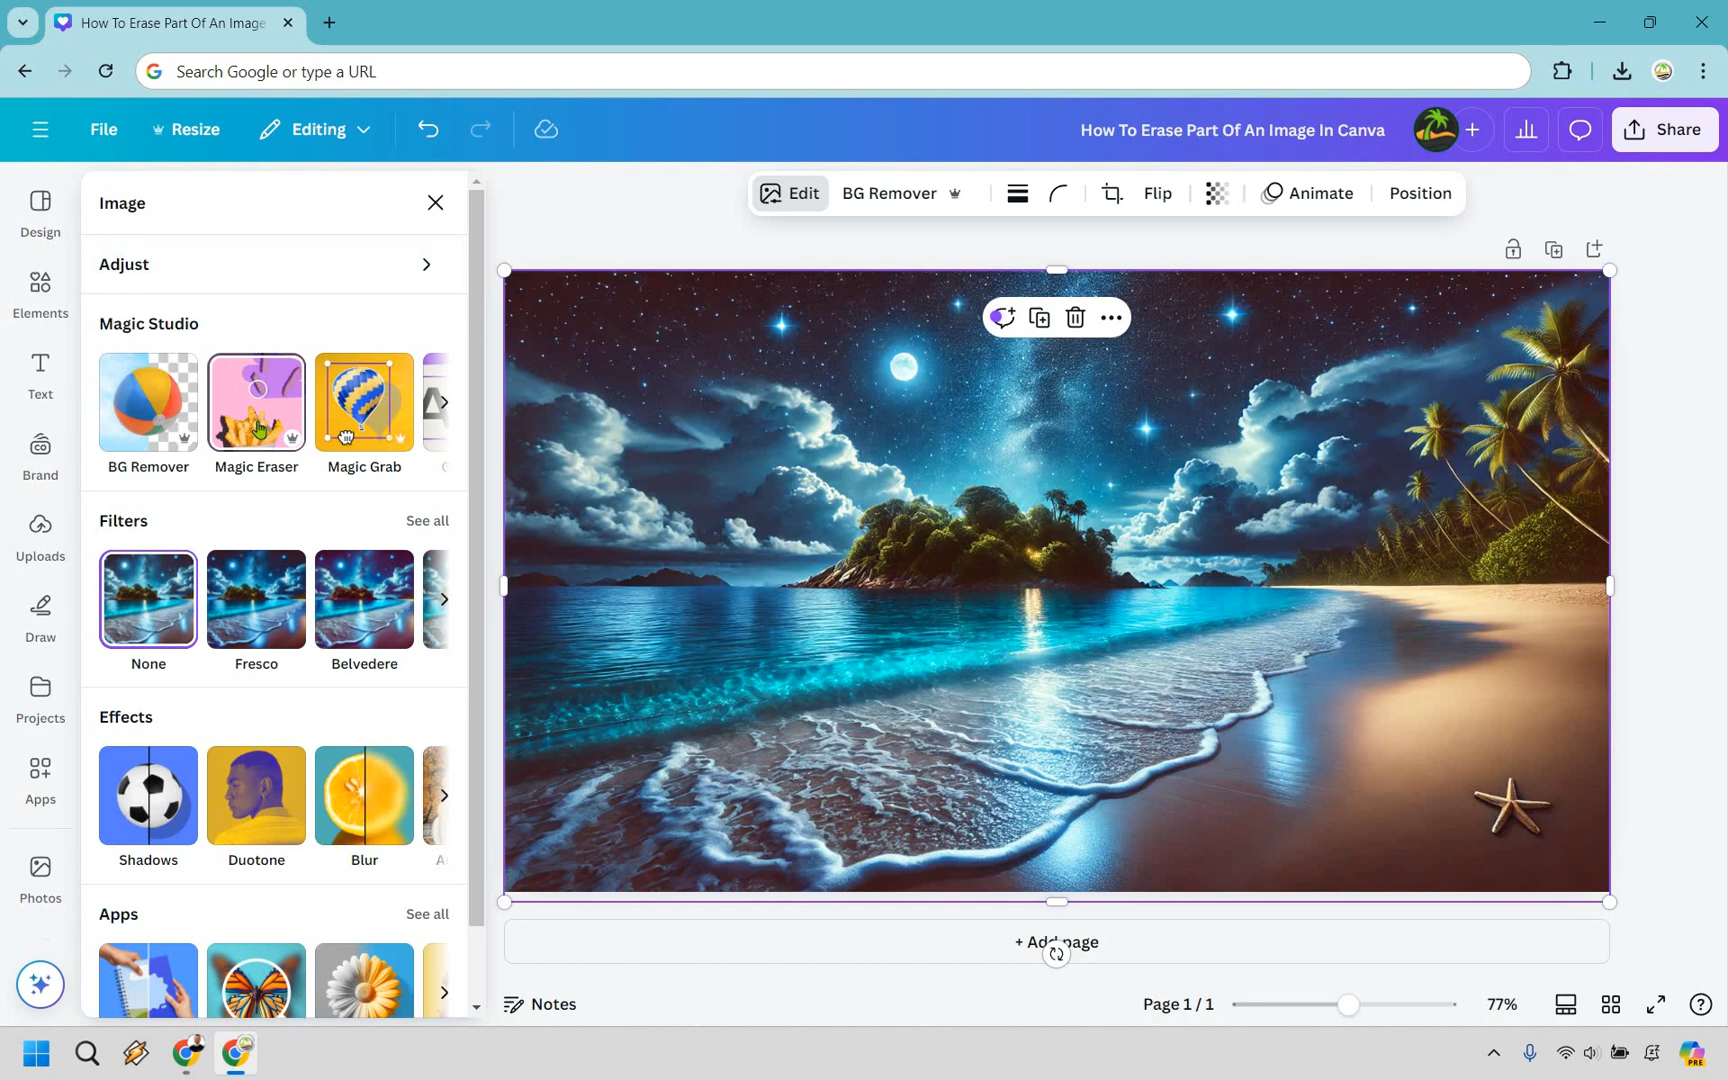 How To Erase Part Of An Image
Search Google or type a URL
File
Resize
Editing
How To Erase Part Of An Image In Canva
Share
Design
Elements
Text
Brand
Uploads
Draw
Projects
Apps
Photos
Image
Adjust
Magic Studio
BG Remover
Magic Eraser
Magic Grab
Filters
See all
None
Fresco
Belvedere
Effects
Shadows
Duotone
Blur
Apps
See all
Edit
BG Remover
Flip
Animate
Position
+ Add page
Notes
Page 1 / 1
77%
PRE